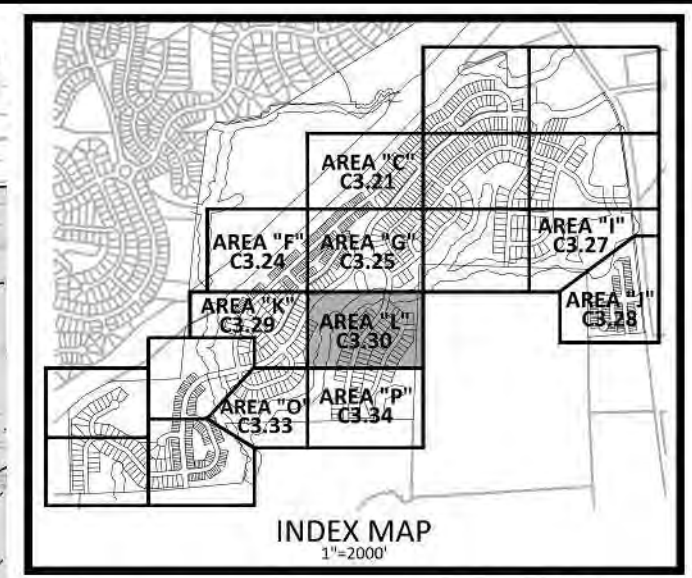 AREA "C"
C3.21
AREA "F"
C3.24
AREA "G"
C3.25
AREA "I"
C3.27
AREA "J"
C3.28
AREA "K"
C3.29
AREA "L"
C3.30
AREA "O"
C3.33
AREA "P"
C3.34
INDEX MAP
1"=2000'